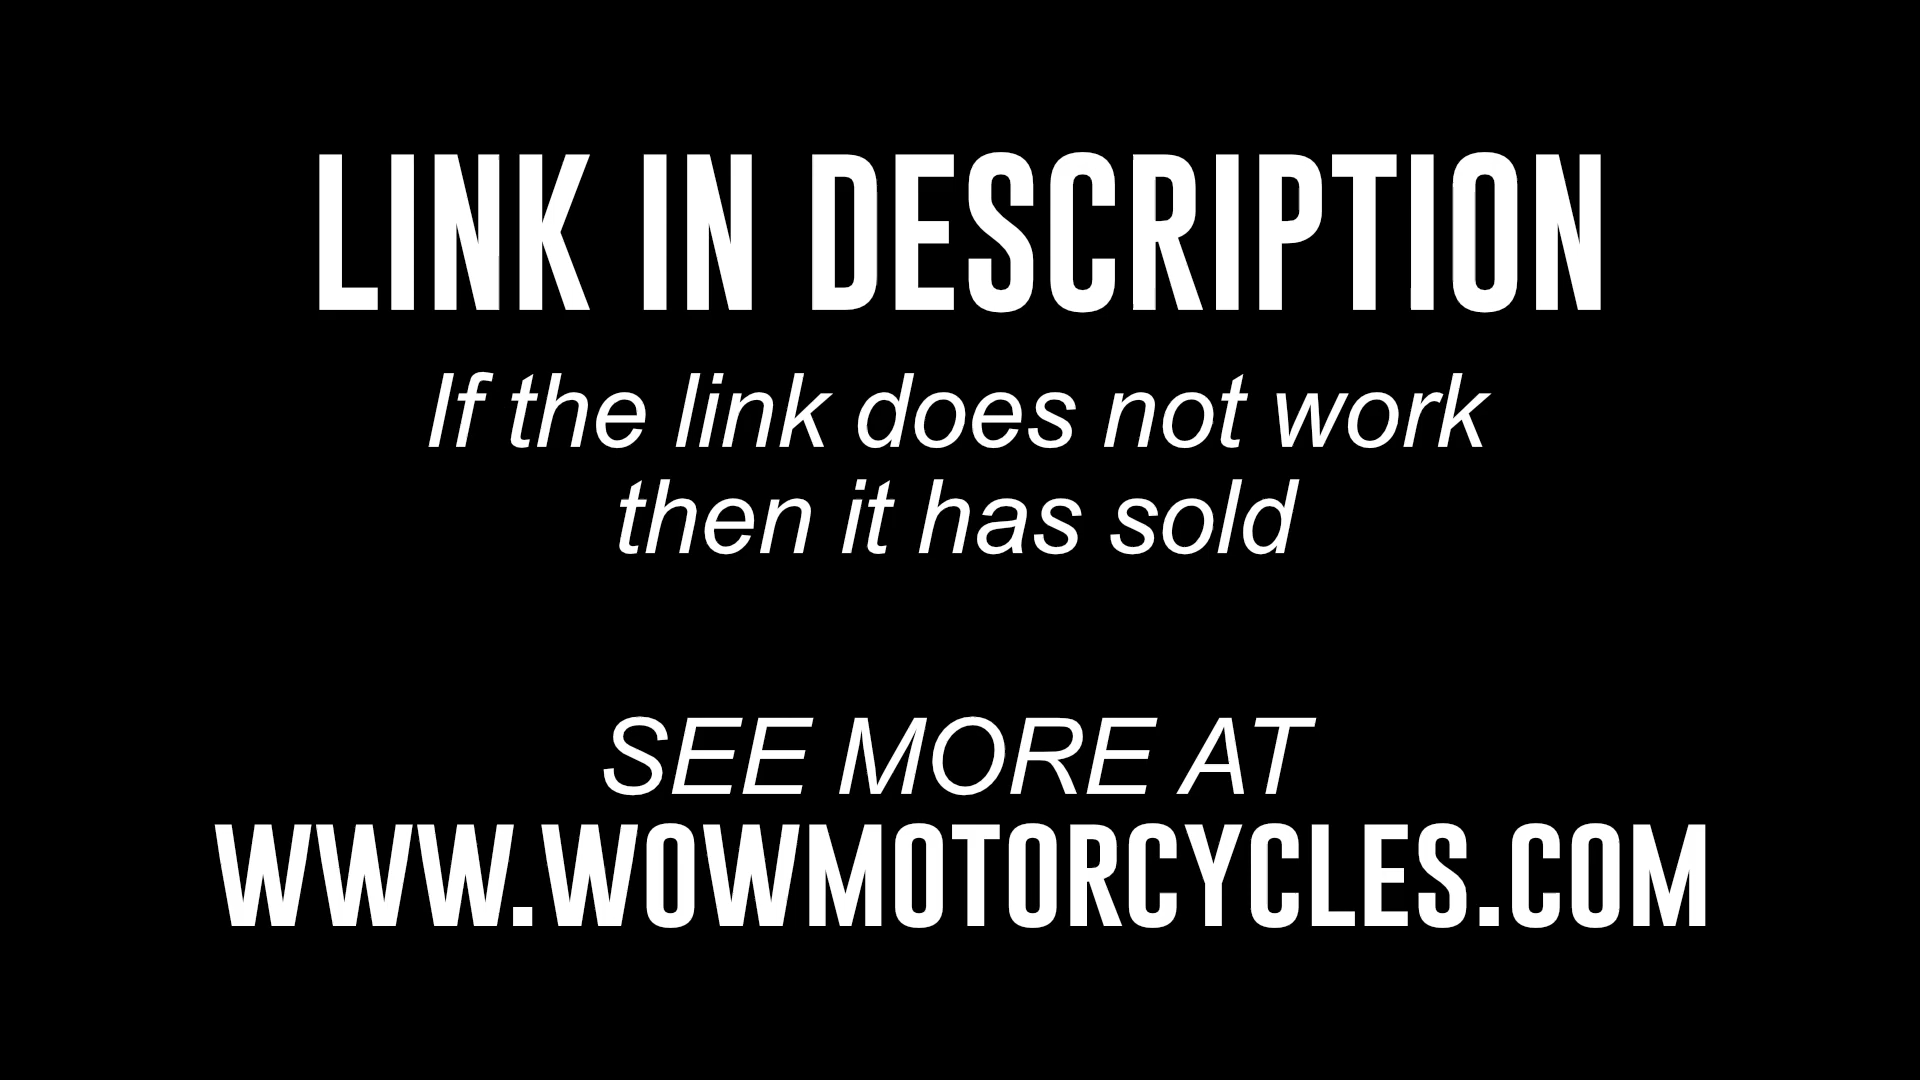 LINK IN DESCRIPTION
If the link does not work
then it has sold
SEE MORE AT
WWW.WOWMOTORCYCLES.COM